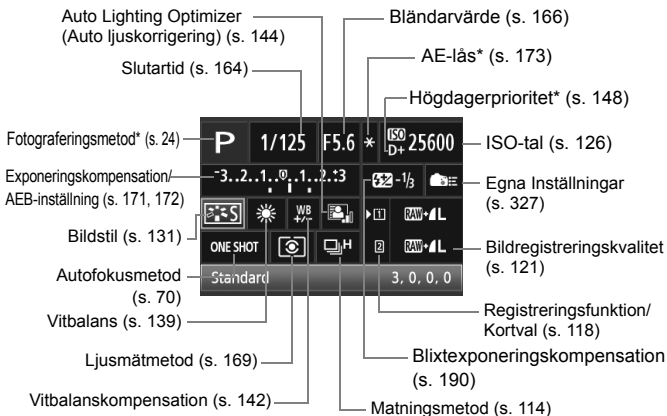 Auto Lighting Optimizer
(Auto ljuskorrigering) (s. 144)
Bländarvärde (s. 166)
Slutartid (s. 164)
AE-lås* (s. 173)
Högdagerprioritet* (s. 148)
Fotograferingsmetod* (s. 24)
P 1/125 F5.6 * ISO D+ 25600
ISO-tal (s. 126)
Exponeringskompensation/
AEB-inställning (s. 171, 172)
-3..2..1..0..1..2.+3
-1/3
Egna Inställningar
(s. 327)
Bildstil (s. 131)
S WB +/- 1 RAW+L
ONE SHOT H 2 RAW+L
Bildregistreringskvalitet
(s. 121)
Autofokusmetod
(s. 70)
Standard 3, 0, 0, 0
Vitbalans (s. 139)
Registreringsfunktion/
Kortval (s. 118)
Ljusmätmetod (s. 169)
Blixtexponeringskompensation
(s. 190)
Vitbalanskompensation (s. 142)
Matningsmetod (s. 114)